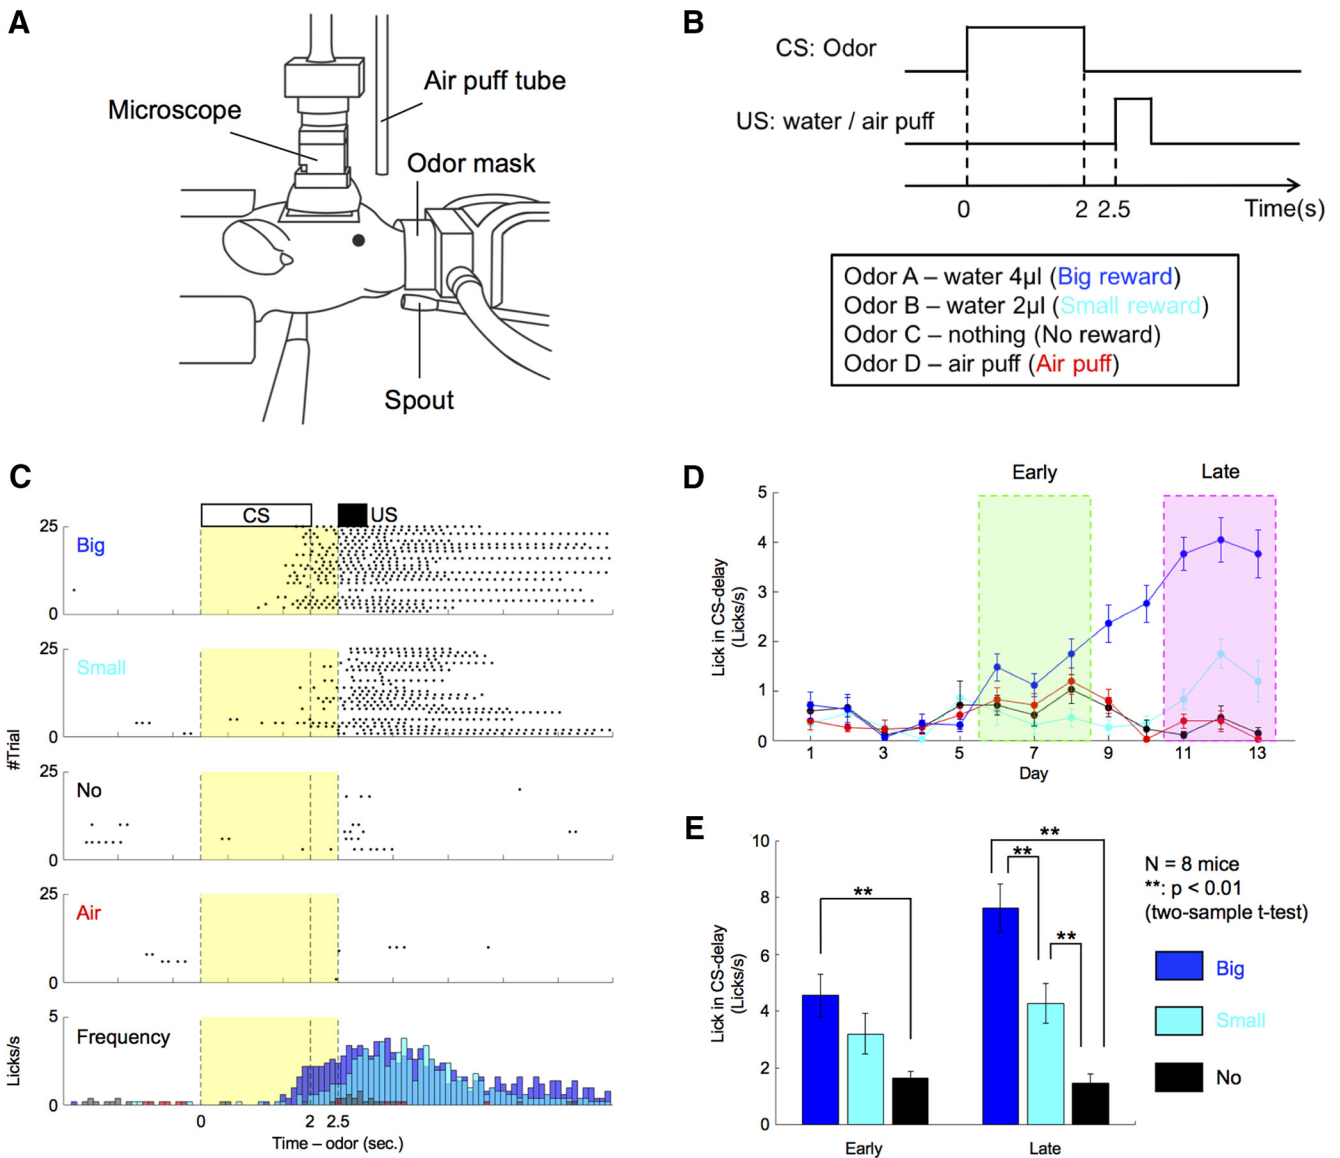 A
Microscope
Air puff tube
Odor mask
Spout
B
CS: Odor
US: water / air puff
0 2 2.5 Time(s)
Odor A – water 4µl (Big reward)
Odor B – water 2µl (Small reward)
Odor C – nothing (No reward)
Odor D – air puff (Air puff)
C
CS US
25
Big
0
25
Small
0
#Trial
25
No
0
25
Air
0
5
Frequency
Licks/s
0
0 2 2.5
Time – odor (sec.)
D
Early Late
5
4
3
2
1
0
Lick in CS-delay
(Licks/s)
1 3 5 7 9 11 13
Day
E
10
8
6
4
2
0
Lick in CS-delay
(Licks/s)
**
**
**
**
Early Late
N = 8 mice
**: p < 0.01
(two-sample t-test)
Big
Small
No